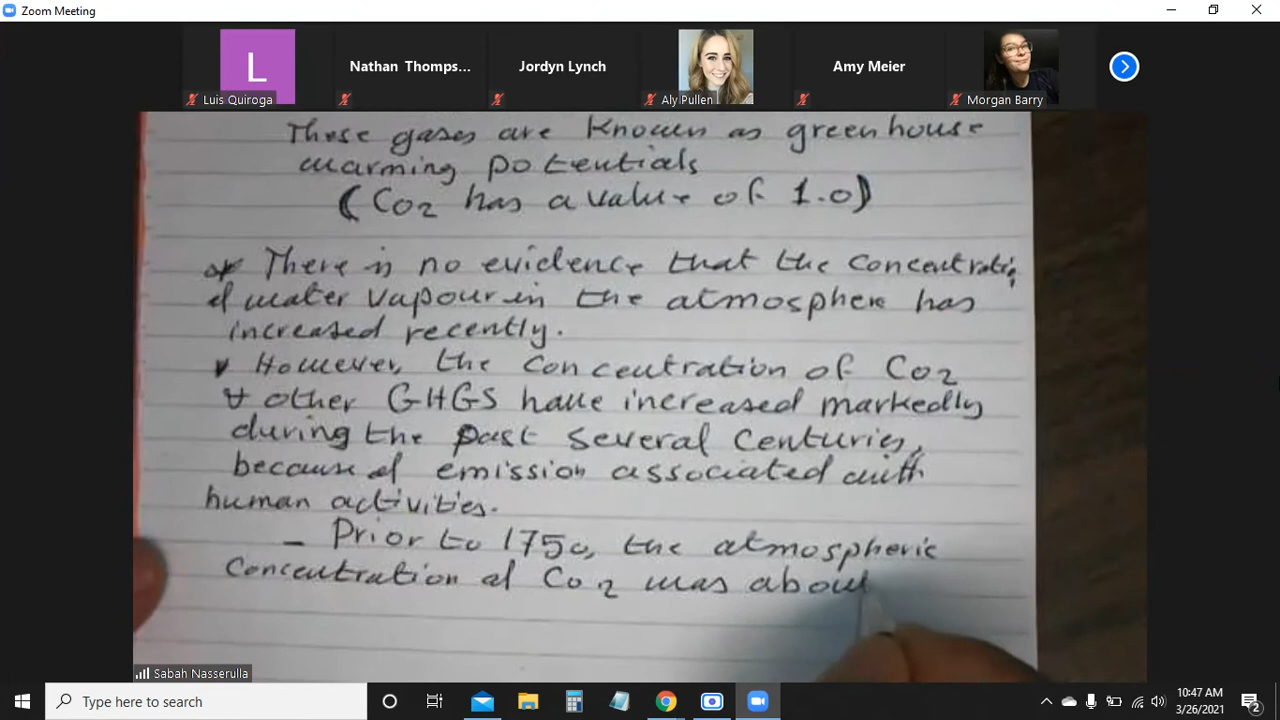 Zoom Meeting
L
Nathan Thomps...
Jordyn Lynch
Amy Meier
Luis Quiroga
Aly Pullen
Morgan Barry
These gases are known as greenhouse
warming potentials
(CO2 has a value of 1.0)
* There is no evidence that the concentration
of water vapour in the atmosphere has
increased recently.
However, the concentration of CO2
& other GHGS have increased markedly
during the past several centuries,
because of emission associated with
human activities.
- Prior to 1750, the atmospheric
concentration of CO2 was about
Sabah Nasserulla
Type here to search
10:47 AM
3/26/2021
2